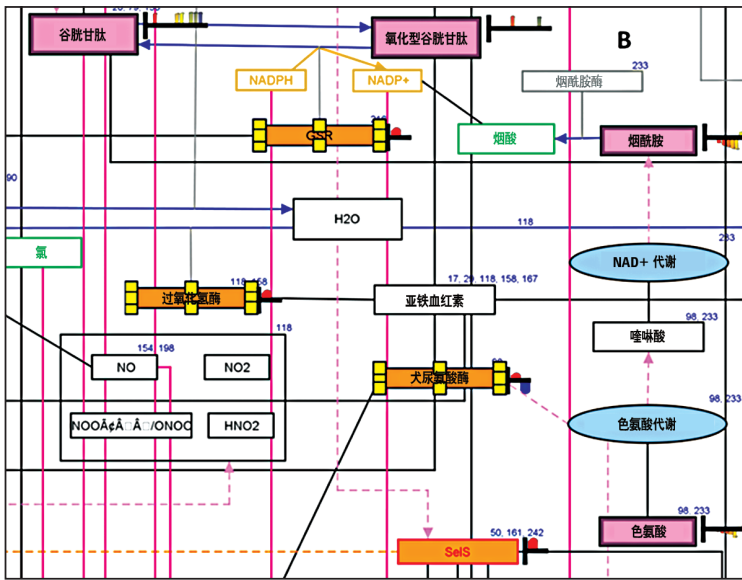 谷胱甘肽
氧化型谷胱甘肽
B
NADPH
NADP+
烟酰胺酶
233
GSR
烟酸
烟酰胺
90
H2O
118
氯
233
NAD+ 代谢
118, 158
过氧化氢酶
17, 29, 118, 158, 167
亚铁血红素
98, 233
喹啉酸
118
154, 198
NO
NO2
犬尿氨酸酶
98, 233
色氨酸代谢
HNO2
98, 233
色氨酸
50, 161, 242
SelS